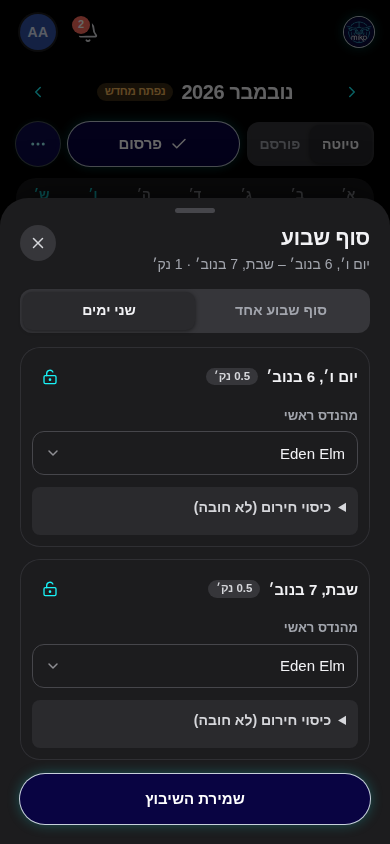 AA
2
נובמבר 2026 נפתח מחדש
טיוטה פורסם פרסום
א׳ ב׳ ג׳ ד׳ ה׳ ו׳ ש׳
סוף שבוע
יום ו׳, 6 בנוב׳ – שבת, 7 בנוב׳ · 1 נק׳
סוף שבוע אחד שני ימים
יום ו׳, 6 בנוב׳ 0.5 נק׳
מהנדס ראשי
Eden Elm
כיסוי חירום (לא חובה)
שבת, 7 בנוב׳ 0.5 נק׳
מהנדס ראשי
Eden Elm
כיסוי חירום (לא חובה)
שמירת השיבוץ